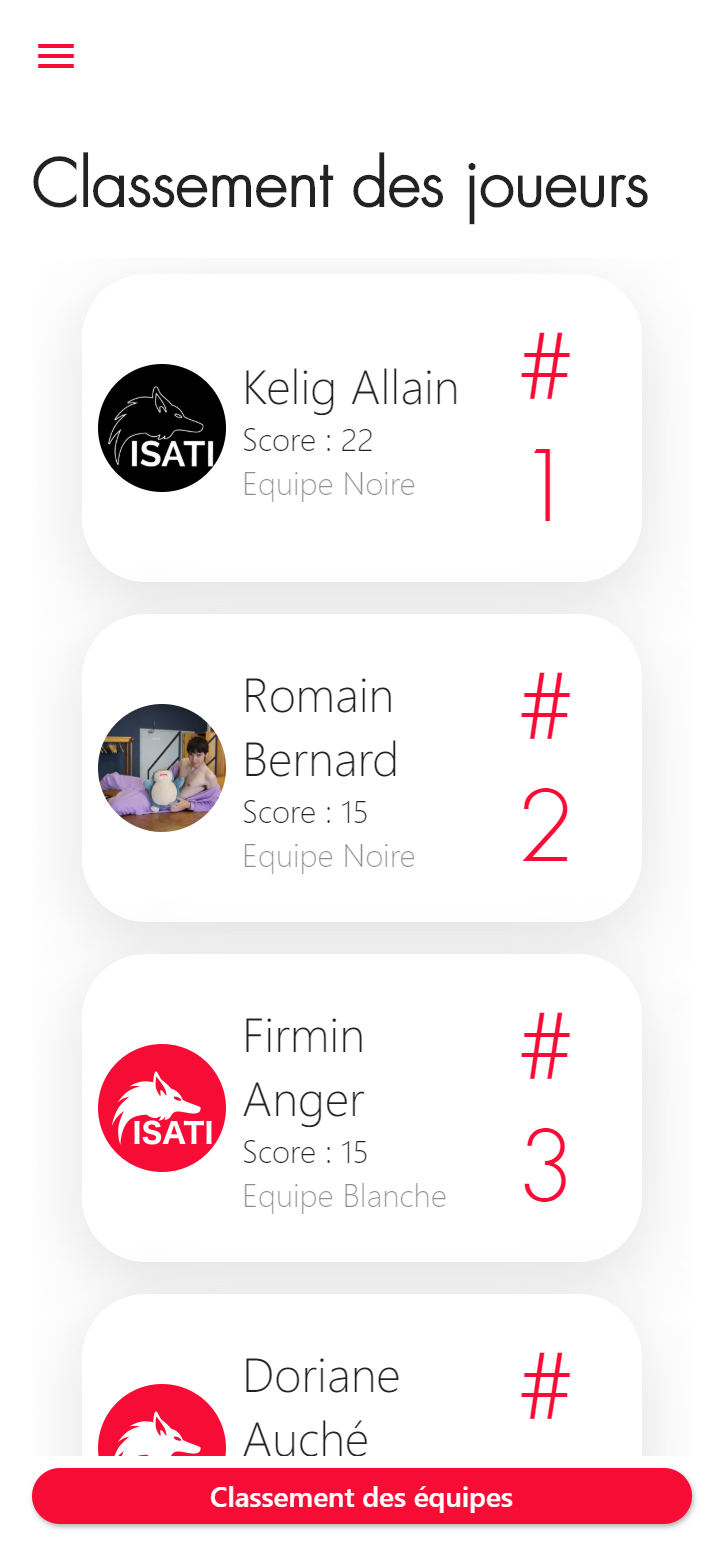 Classement des joueurs
Kelig Allain
Score : 22
Equipe Noire
#
1
ISATI
Romain
Bernard
Score : 15
Equipe Noire
#
2
Firmin
Anger
Score : 15
Equipe Blanche
#
3
ISATI
Doriane
Auché
#
Classement des équipes